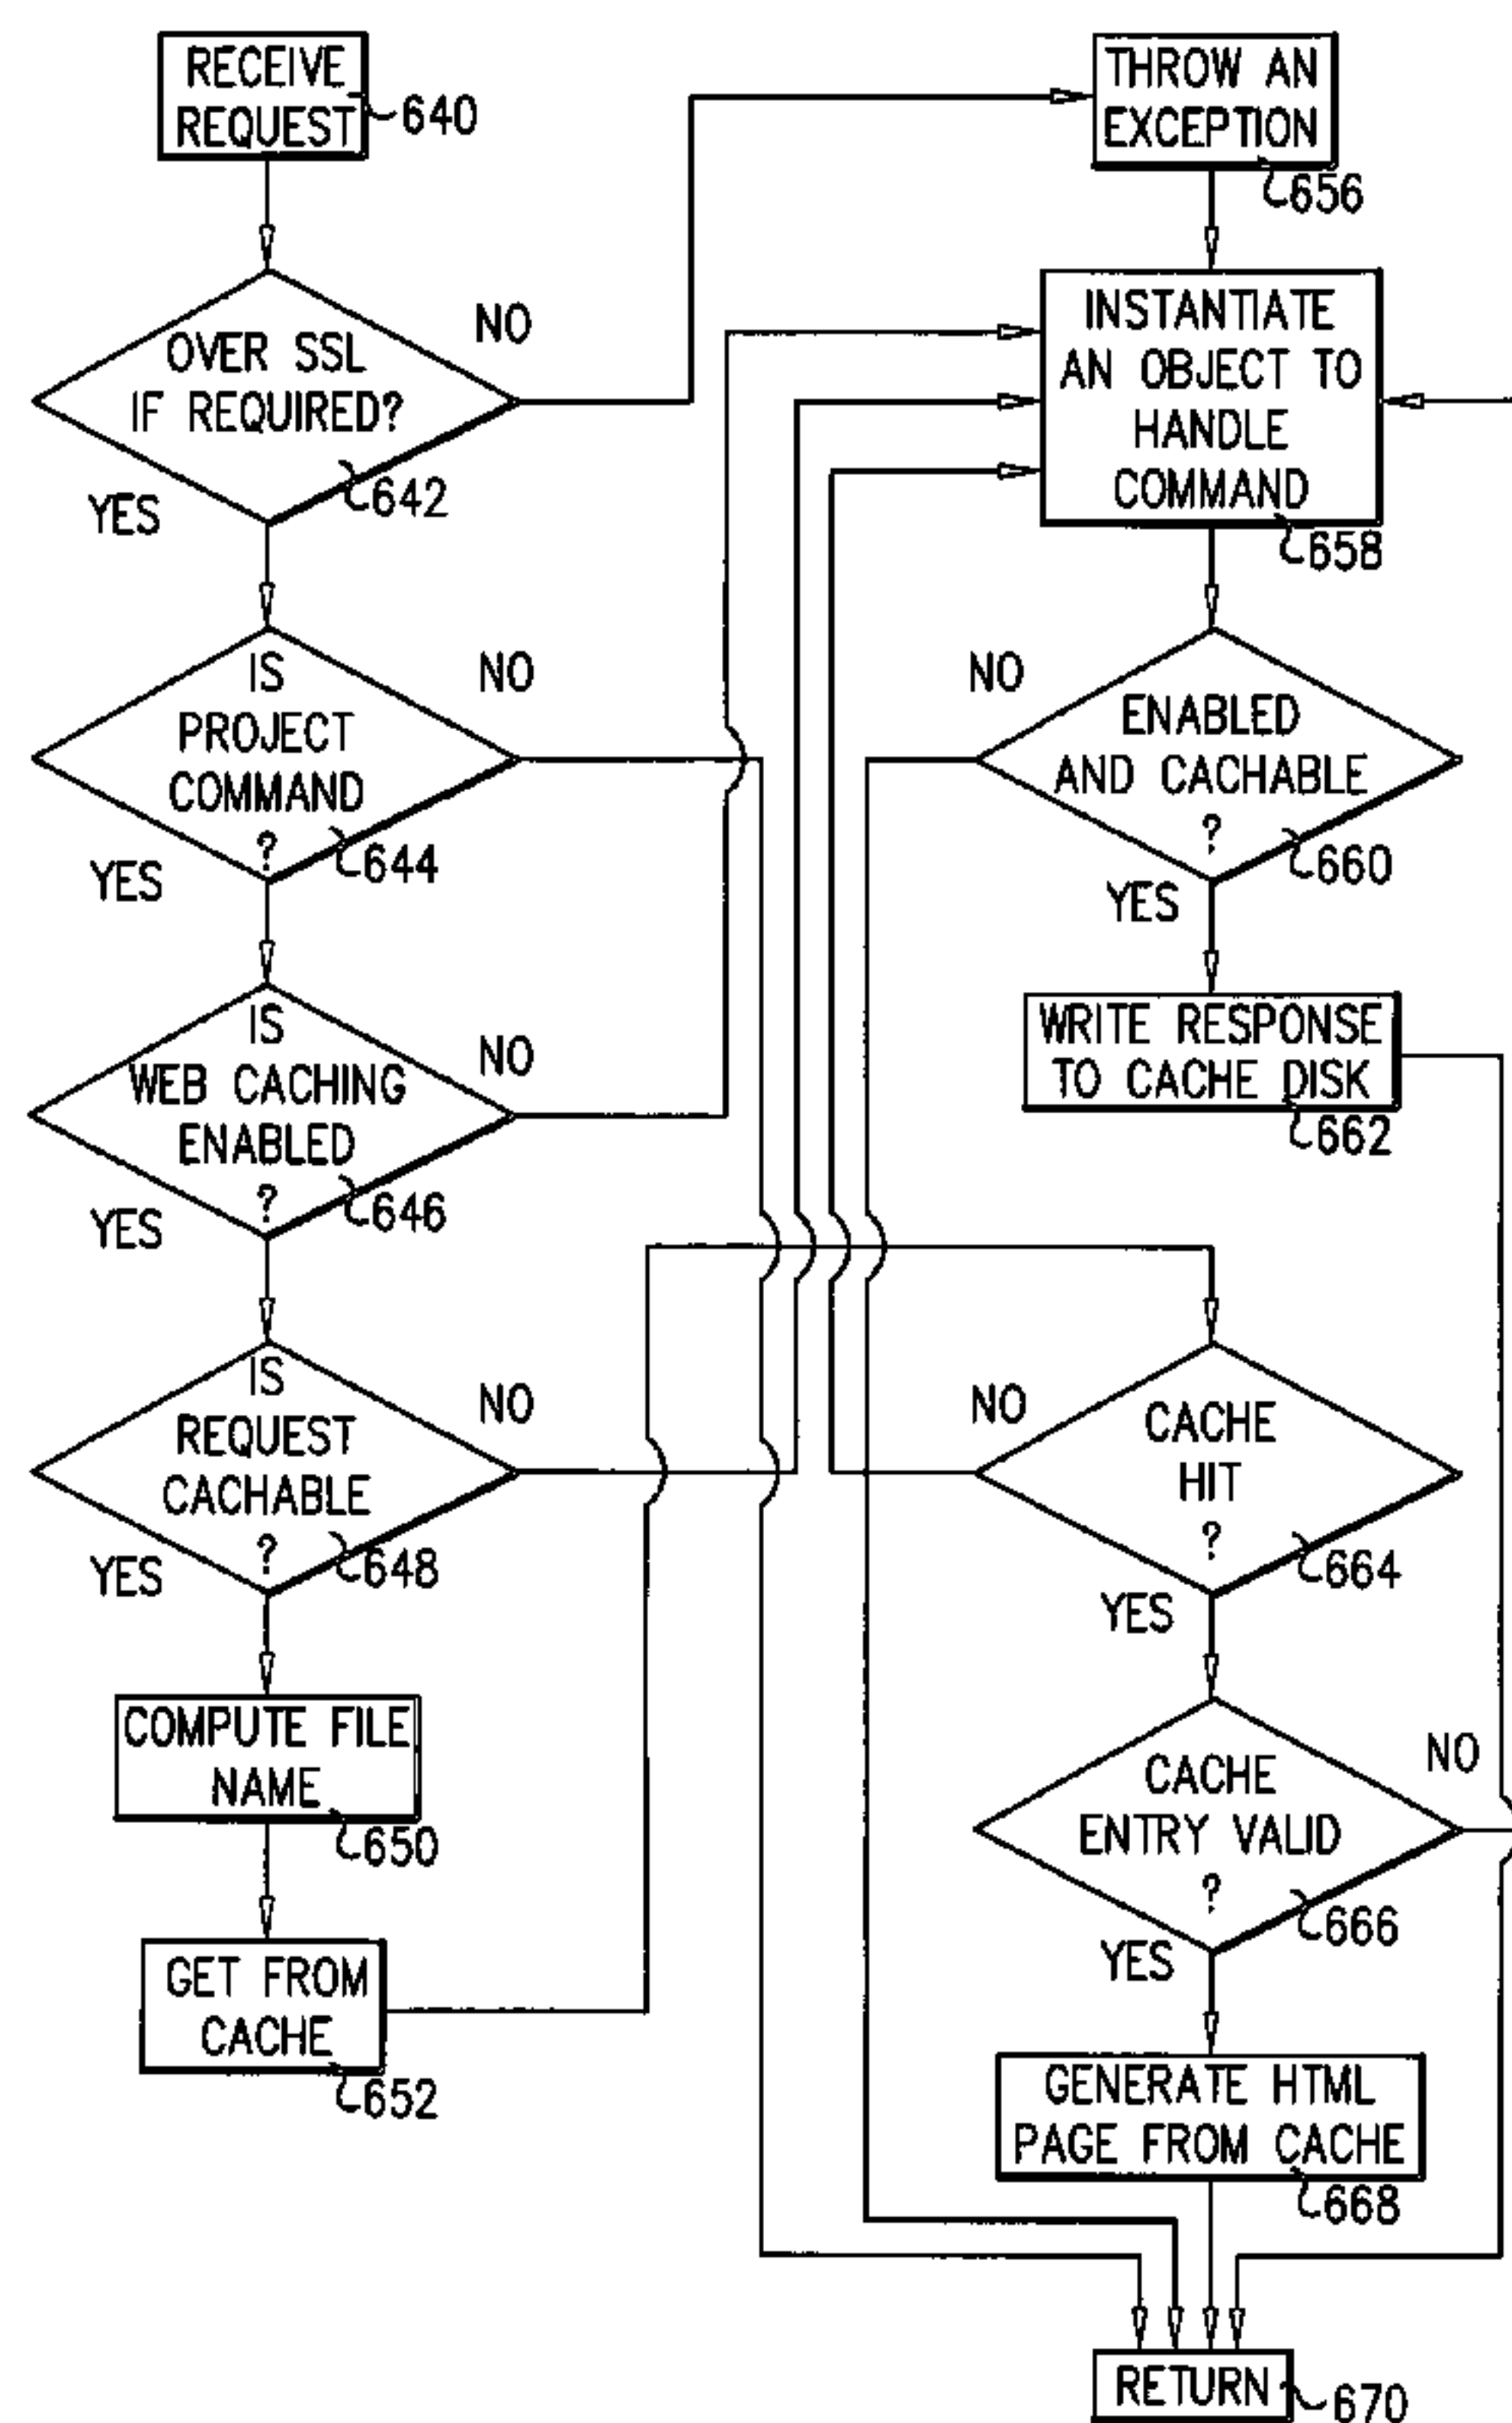 RECEIVE
REQUEST
640
OVER SSL
IF REQUIRED?
642
NO
YES
IS
PROJECT
COMMAND
?
644
NO
YES
IS
WEB CACHING
ENABLED
?
646
NO
YES
IS
REQUEST
CACHABLE
?
648
NO
YES
COMPUTE FILE
NAME
650
GET FROM
CACHE
652
THROW AN
EXCEPTION
656
INSTANTIATE
AN OBJECT TO
HANDLE
COMMAND
658
NO
ENABLED
AND CACHABLE
?
660
YES
WRITE RESPONSE
TO CACHE DISK
662
NO
CACHE
HIT
?
664
YES
CACHE
ENTRY VALID
?
666
NO
YES
GENERATE HTML
PAGE FROM CACHE
668
RETURN
670